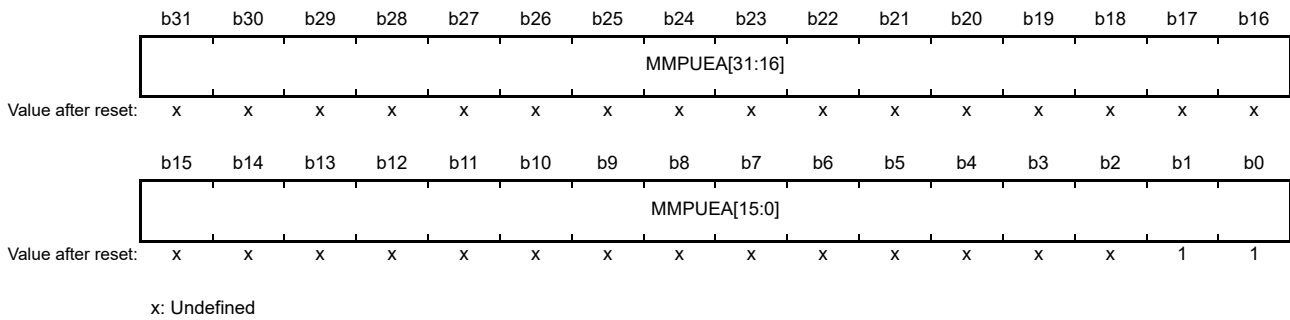 b31 b30 b29 b28 b27 b26 b25 b24 b23 b22 b21 b20 b19 b18 b17 b16
MMPUEA[31:16]
Value after reset: x x x x x x x x x x x x x x x x
b15 b14 b13 b12 b11 b10 b9 b8 b7 b6 b5 b4 b3 b2 b1 b0
MMPUEA[15:0]
Value after reset: x x x x x x x x x x x x x x 1 1
x: Undefined